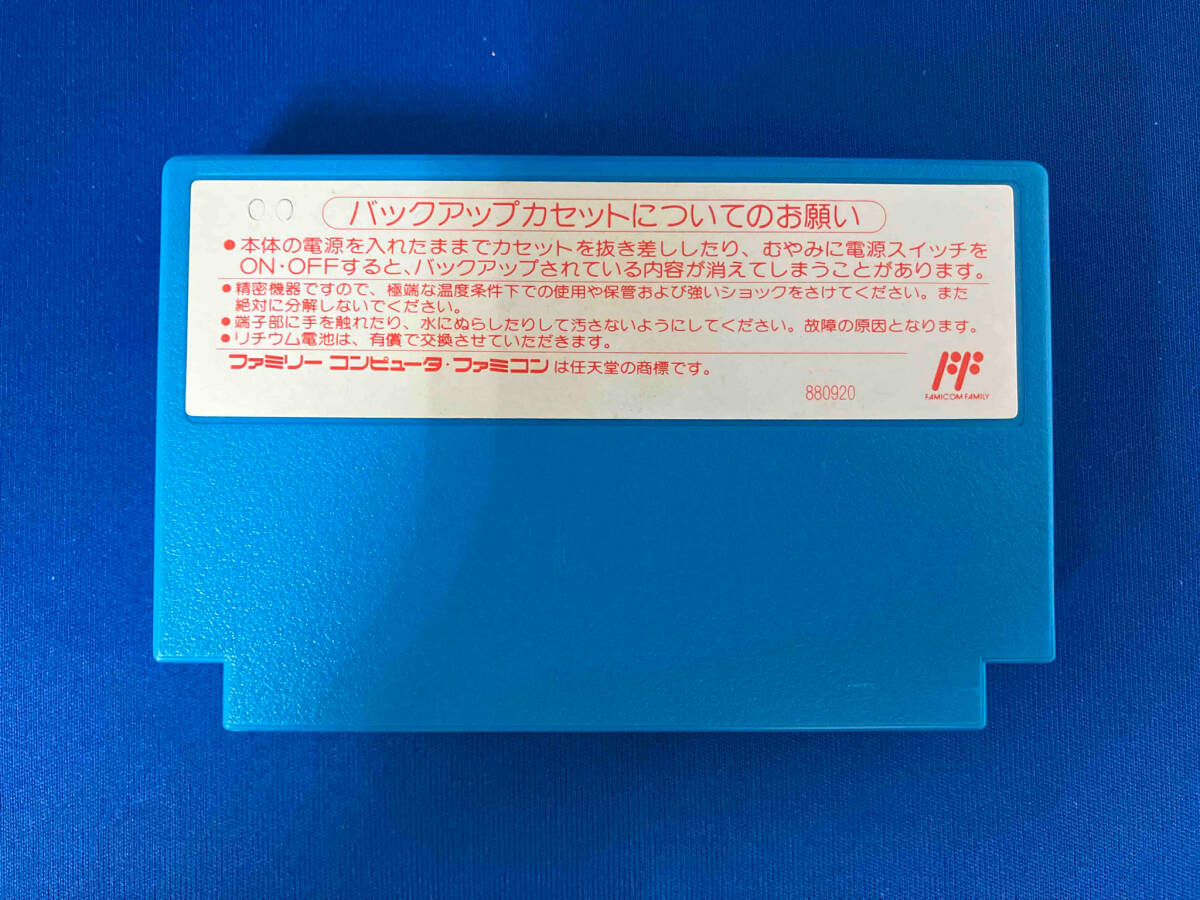 バックアップカセットについてのお願い
●本体の電源を入れたままでカセットを抜き差ししたり、むやみに電源スイッチを
ON・OFFすると、バックアップされている内容が消えてしまうことがあります。
●精密機器ですので、極端な温度条件下での使用や保管および強いショックをさけてください。また
絶対に分解しないでください。
●端子部に手を触れたり、水にぬらしたりして汚さないようにしてください。故障の原因となります。
●リチウム電池は、有償で交換させていただきます。
ファミリー コンピュータ・ファミコンは任天堂の商標です。
880920
FAMICOM FAMILY